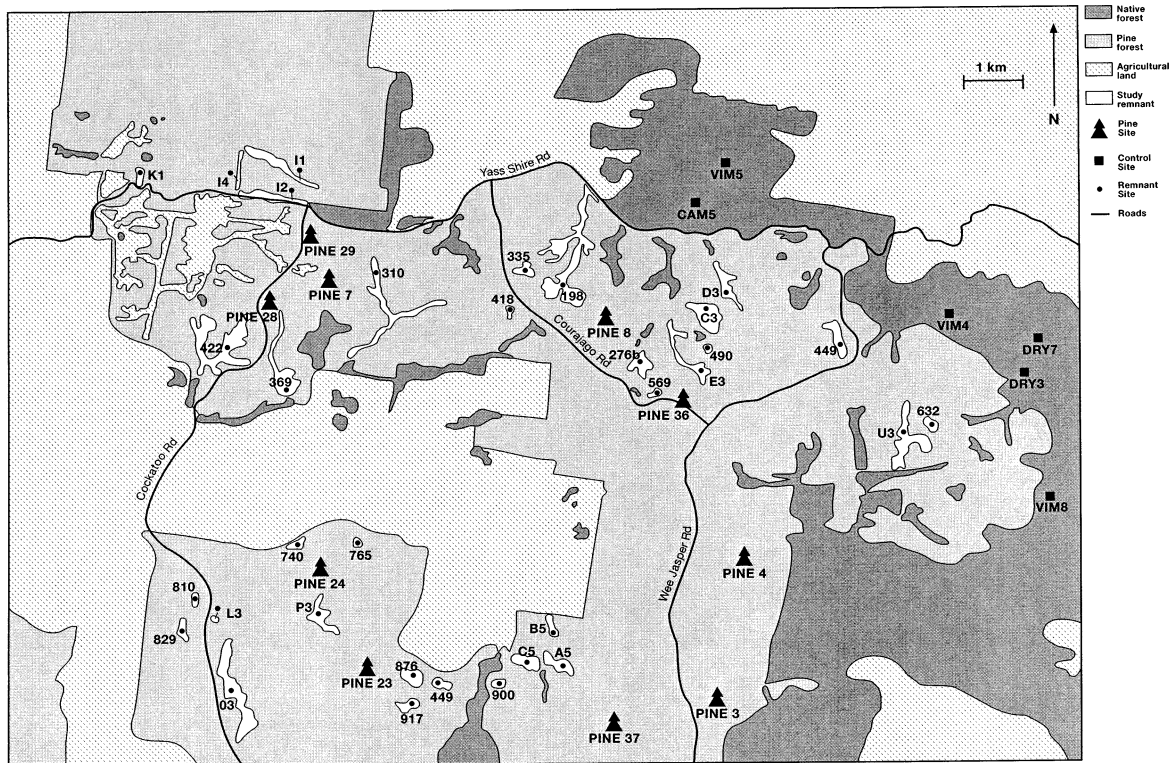 Native
forest
Pine
forest
Agricultural
land
Study
remnant
Pine
Site
Control
Site
Remnant
Site
Roads
1 km
N
Yass Shire Rd
VIM5
CAM5
K1
I4
I1
I2
PINE 29
PINE 7
PINE 28
310
335
418
198
PINE 8
D3
C3
490
449
276b
E3
569
PINE 36
Courajago Rd
422
369
VIM4
DRY7
DRY3
632
U3
VIM8
Cockatoo Rd
Wee Jasper Rd
740
765
PINE 24
PINE 4
810
L3
P3
829
B5
C5
A5
PINE 23
876
449
900
03
917
PINE 3
PINE 37